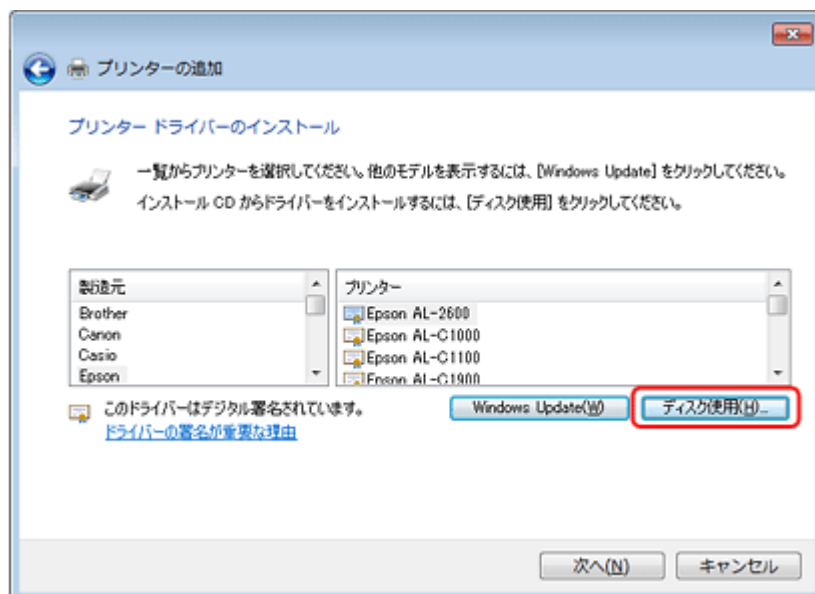 プリンターの追加
プリンター ドライバーのインストール
一覧からプリンターを選択してください。他のモデルを表示するには、[Windows Update] をクリックしてください。
インストール CD からドライバーをインストールするには、[ディスク使用] をクリックしてください。
製造元
Brother
Canon
Casio
Epson
プリンター
Epson AL-2600
Epson AL-C1000
Epson AL-C1100
Epson AL-C1900
このドライバーはデジタル署名されています。
ドライバーの署名が重要な理由
Windows Update(W)
ディスク使用(H)...
次へ(N)
キャンセル